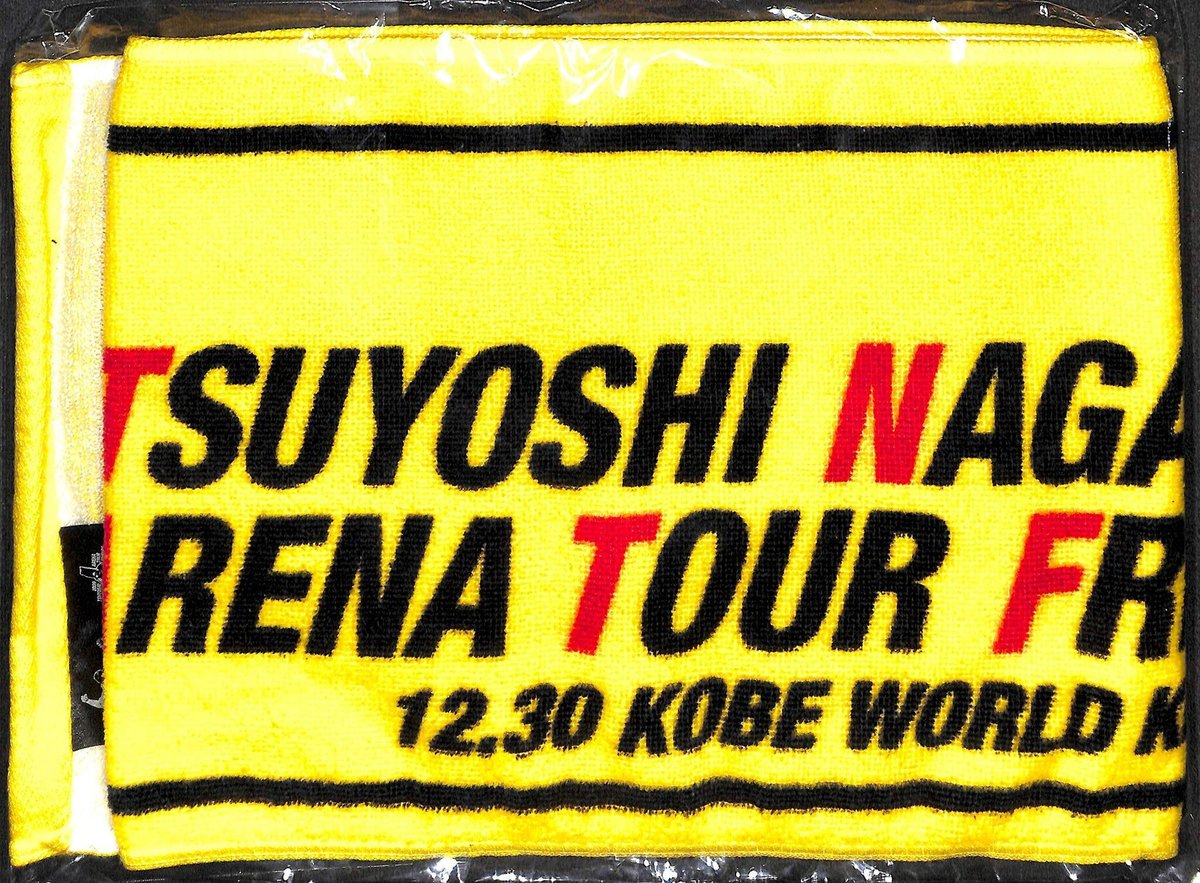 TSUYOSHI NAGA
RENA TOUR FR
12.30 KOBE WORLD K